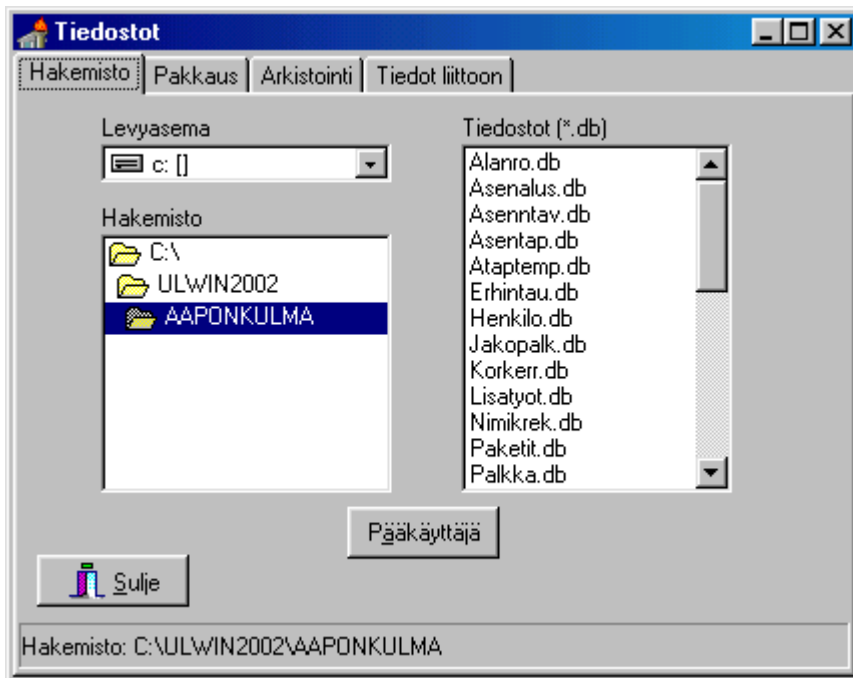 Tiedostot
Hakemisto Pakkaus Arkistointi Tiedot liittoon
Levyasema
c: []
Hakemisto
C:\
ULWIN2002
AAPONKULMA
Tiedostot (*.db)
Alanro.db
Asenalus.db
Asenntav.db
Asentap.db
Ataptemp.db
Erhintau.db
Henkilo.db
Jakopalk.db
Korkerr.db
Lisatyot.db
Nimikrek.db
Paketit.db
Palkka.db
Pääkäyttäjä
Sulje
Hakemisto: C:\ULWIN2002\AAPONKULMA